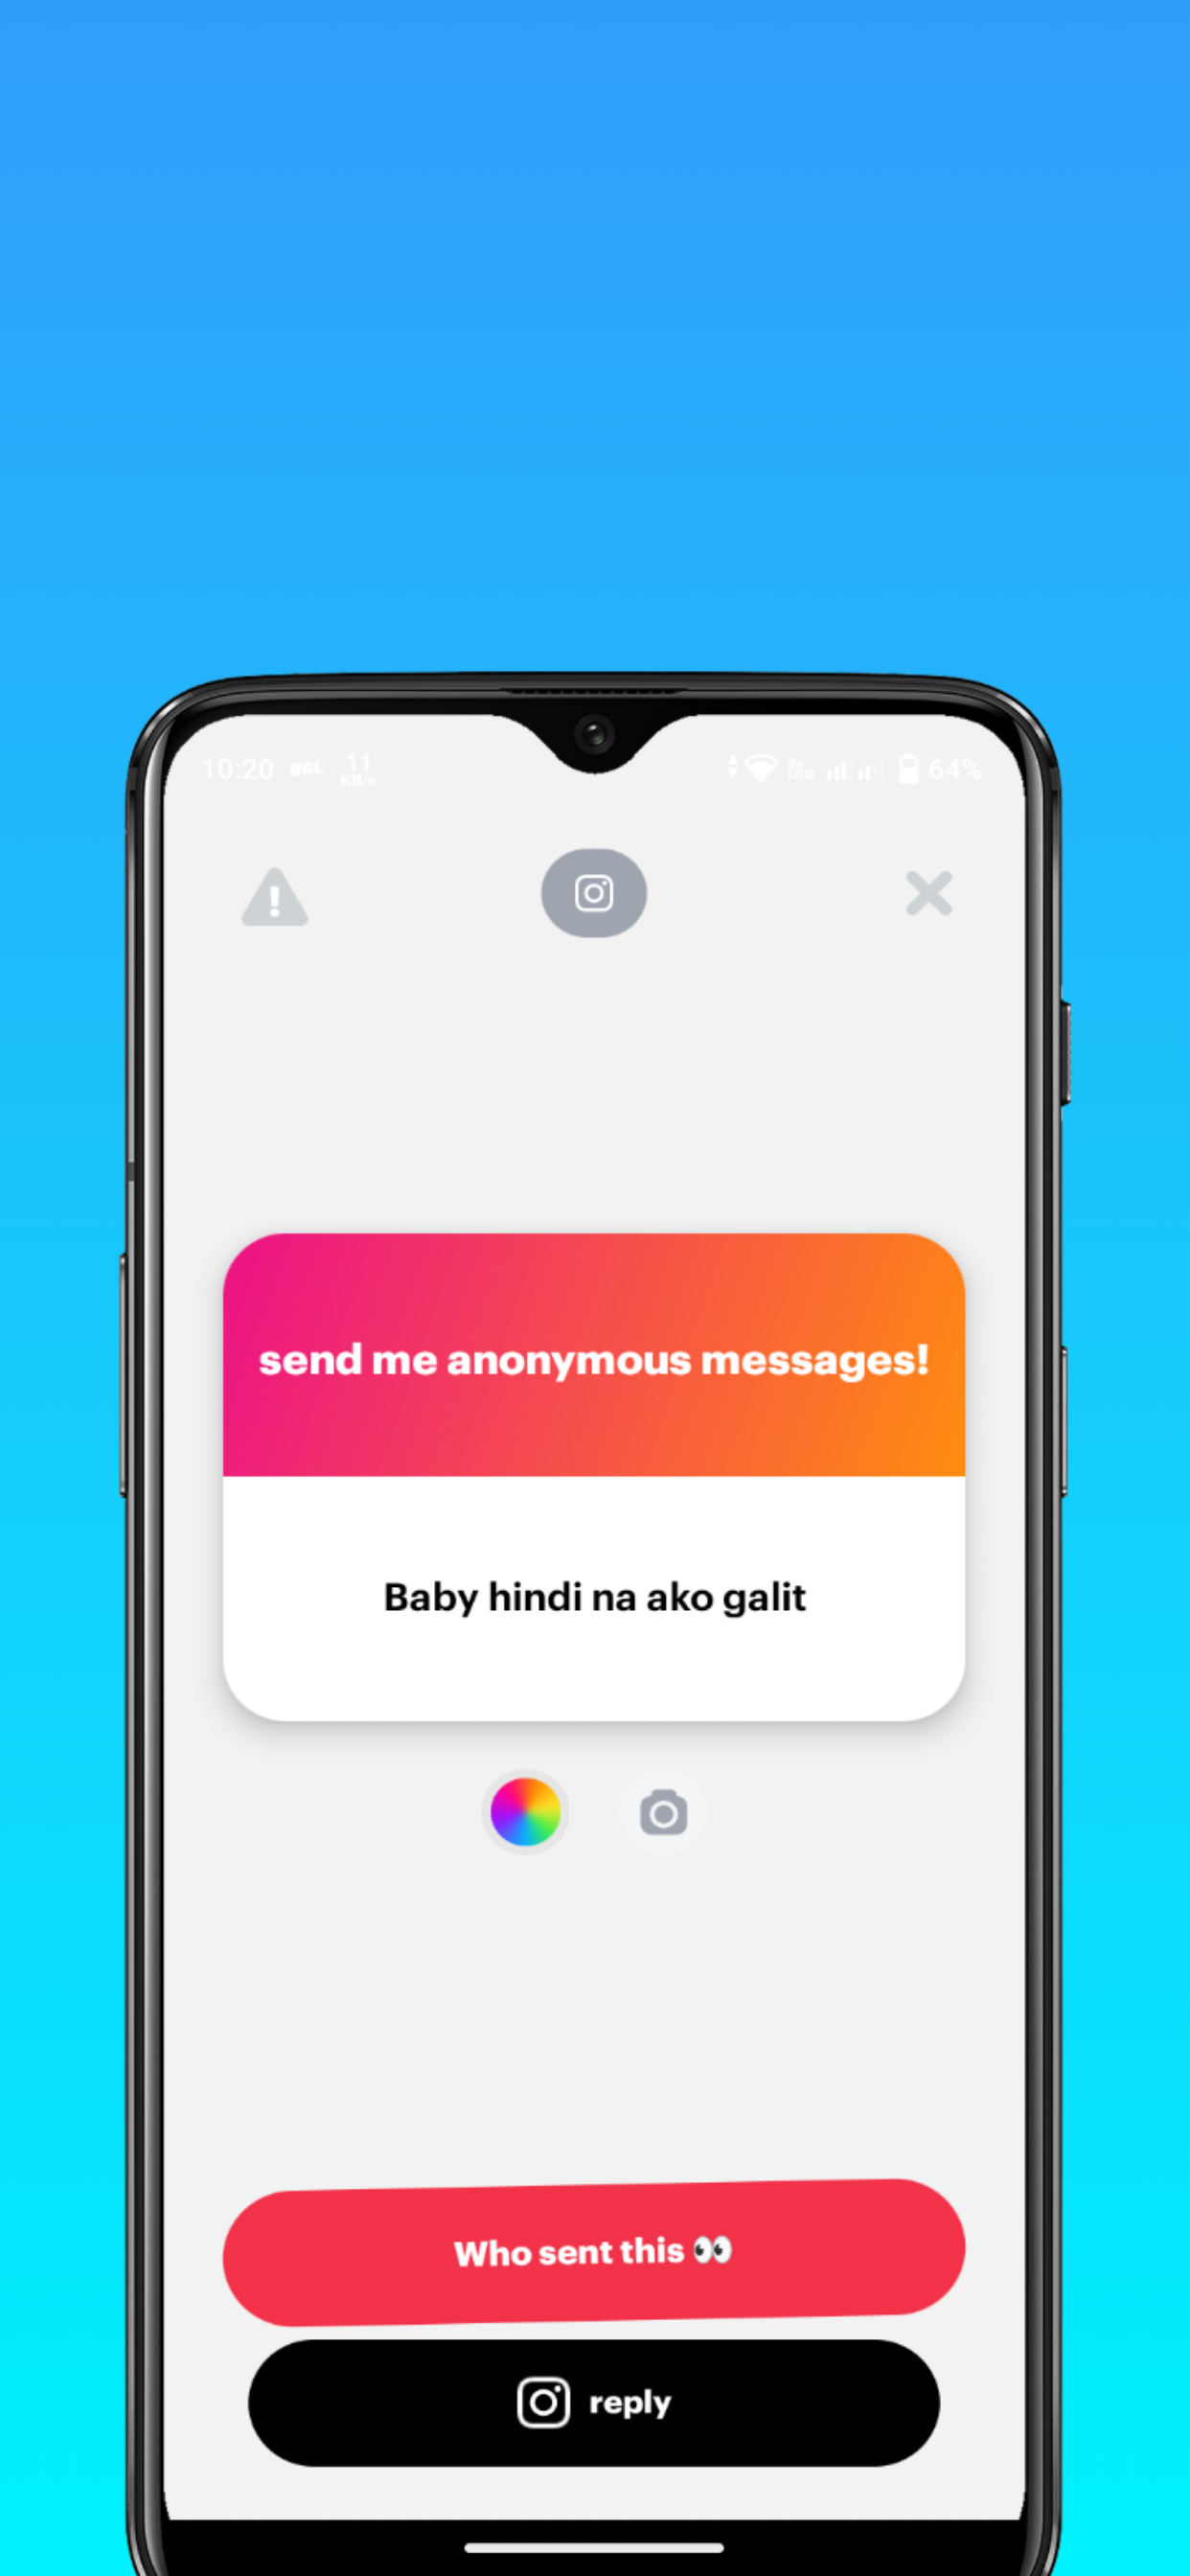 10:20 NGL 11 KB/s 64%
send me anonymous messages!
Baby hindi na ako galit
Who sent this 👀
reply